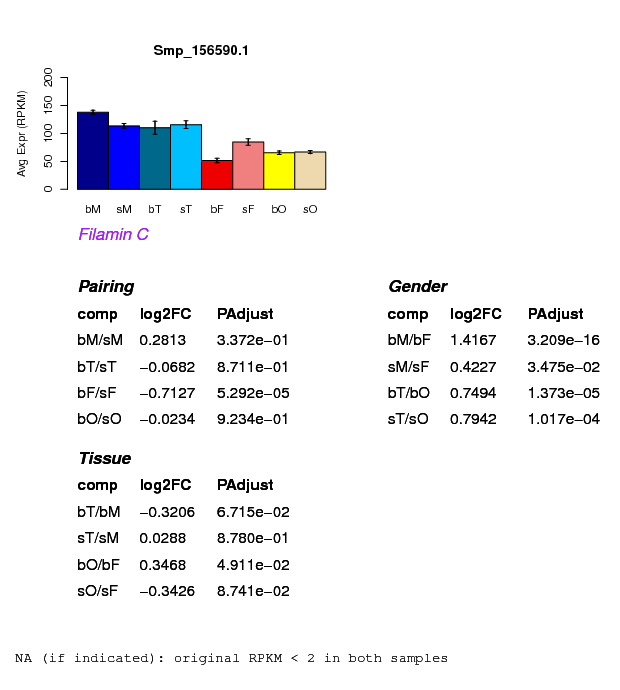 Smp_156590.1
Avg Expr (RPKM)
200
150
100
50
0
bM sM bT sT bF sF bO sO
Filamin C
Pairing
comp log2FC PAdjust
bM/sM 0.2813 3.372e−01
bT/sT −0.0682 8.711e−01
bF/sF −0.7127 5.292e−05
bO/sO −0.0234 9.234e−01
Gender
comp log2FC PAdjust
bM/bF 1.4167 3.209e−16
sM/sF 0.4227 3.475e−02
bT/bO 0.7494 1.373e−05
sT/sO 0.7942 1.017e−04
Tissue
comp log2FC PAdjust
bT/bM −0.3206 6.715e−02
sT/sM 0.0288 8.780e−01
bO/bF 0.3468 4.911e−02
sO/sF −0.3426 8.741e−02
NA (if indicated): original RPKM < 2 in both samples